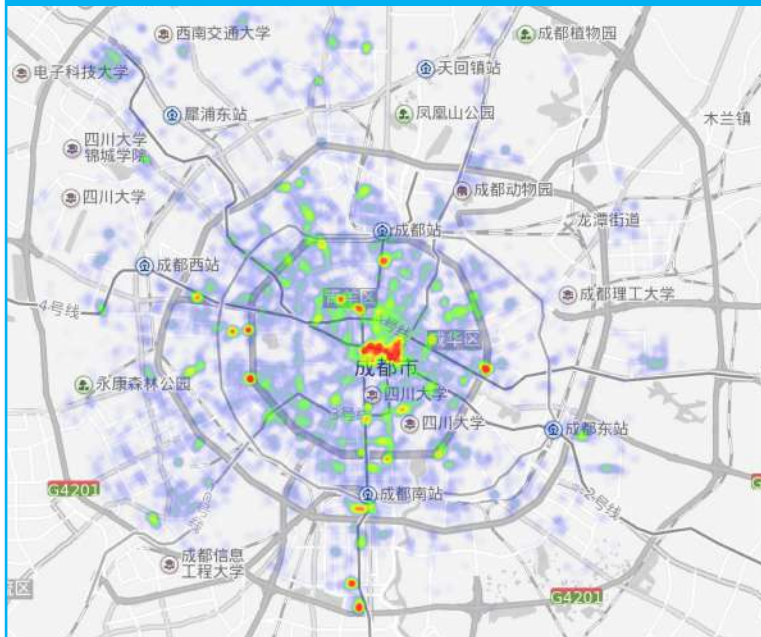 西南交通大学
成都植物园
电子科技大学
天回镇站
犀浦东站
凤凰山公园
木兰镇
四川大学
锦城学院
四川大学
成都动物园
龙潭街道
成都站
成都西站
成都理工大学
4号线
成华区
成都市
永康森林公园
四川大学
四川大学
成都东站
G4201
成都南站
2号线
成都信息
工程大学
G4201